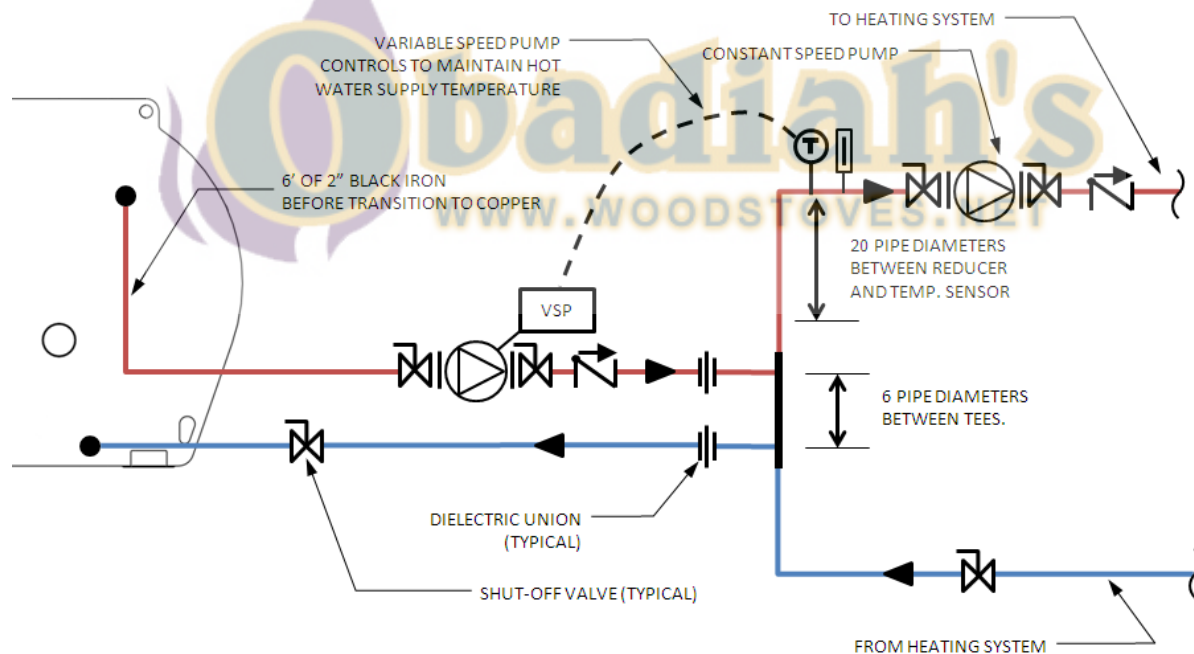 TO HEATING SYSTEM
VARIABLE SPEED PUMP
CONTROLS TO MAINTAIN HOT
WATER SUPPLY TEMPERATURE
CONSTANT SPEED PUMP
Obadiah's
T
6' OF 2" BLACK IRON
BEFORE TRANSITION TO COPPER
WWW.WOODSTOVES.NET
20 PIPE DIAMETERS
BETWEEN REDUCER
AND TEMP. SENSOR
VSP
6 PIPE DIAMETERS
BETWEEN TEES.
DIELECTRIC UNION
(TYPICAL)
SHUT-OFF VALVE (TYPICAL)
FROM HEATING SYSTEM